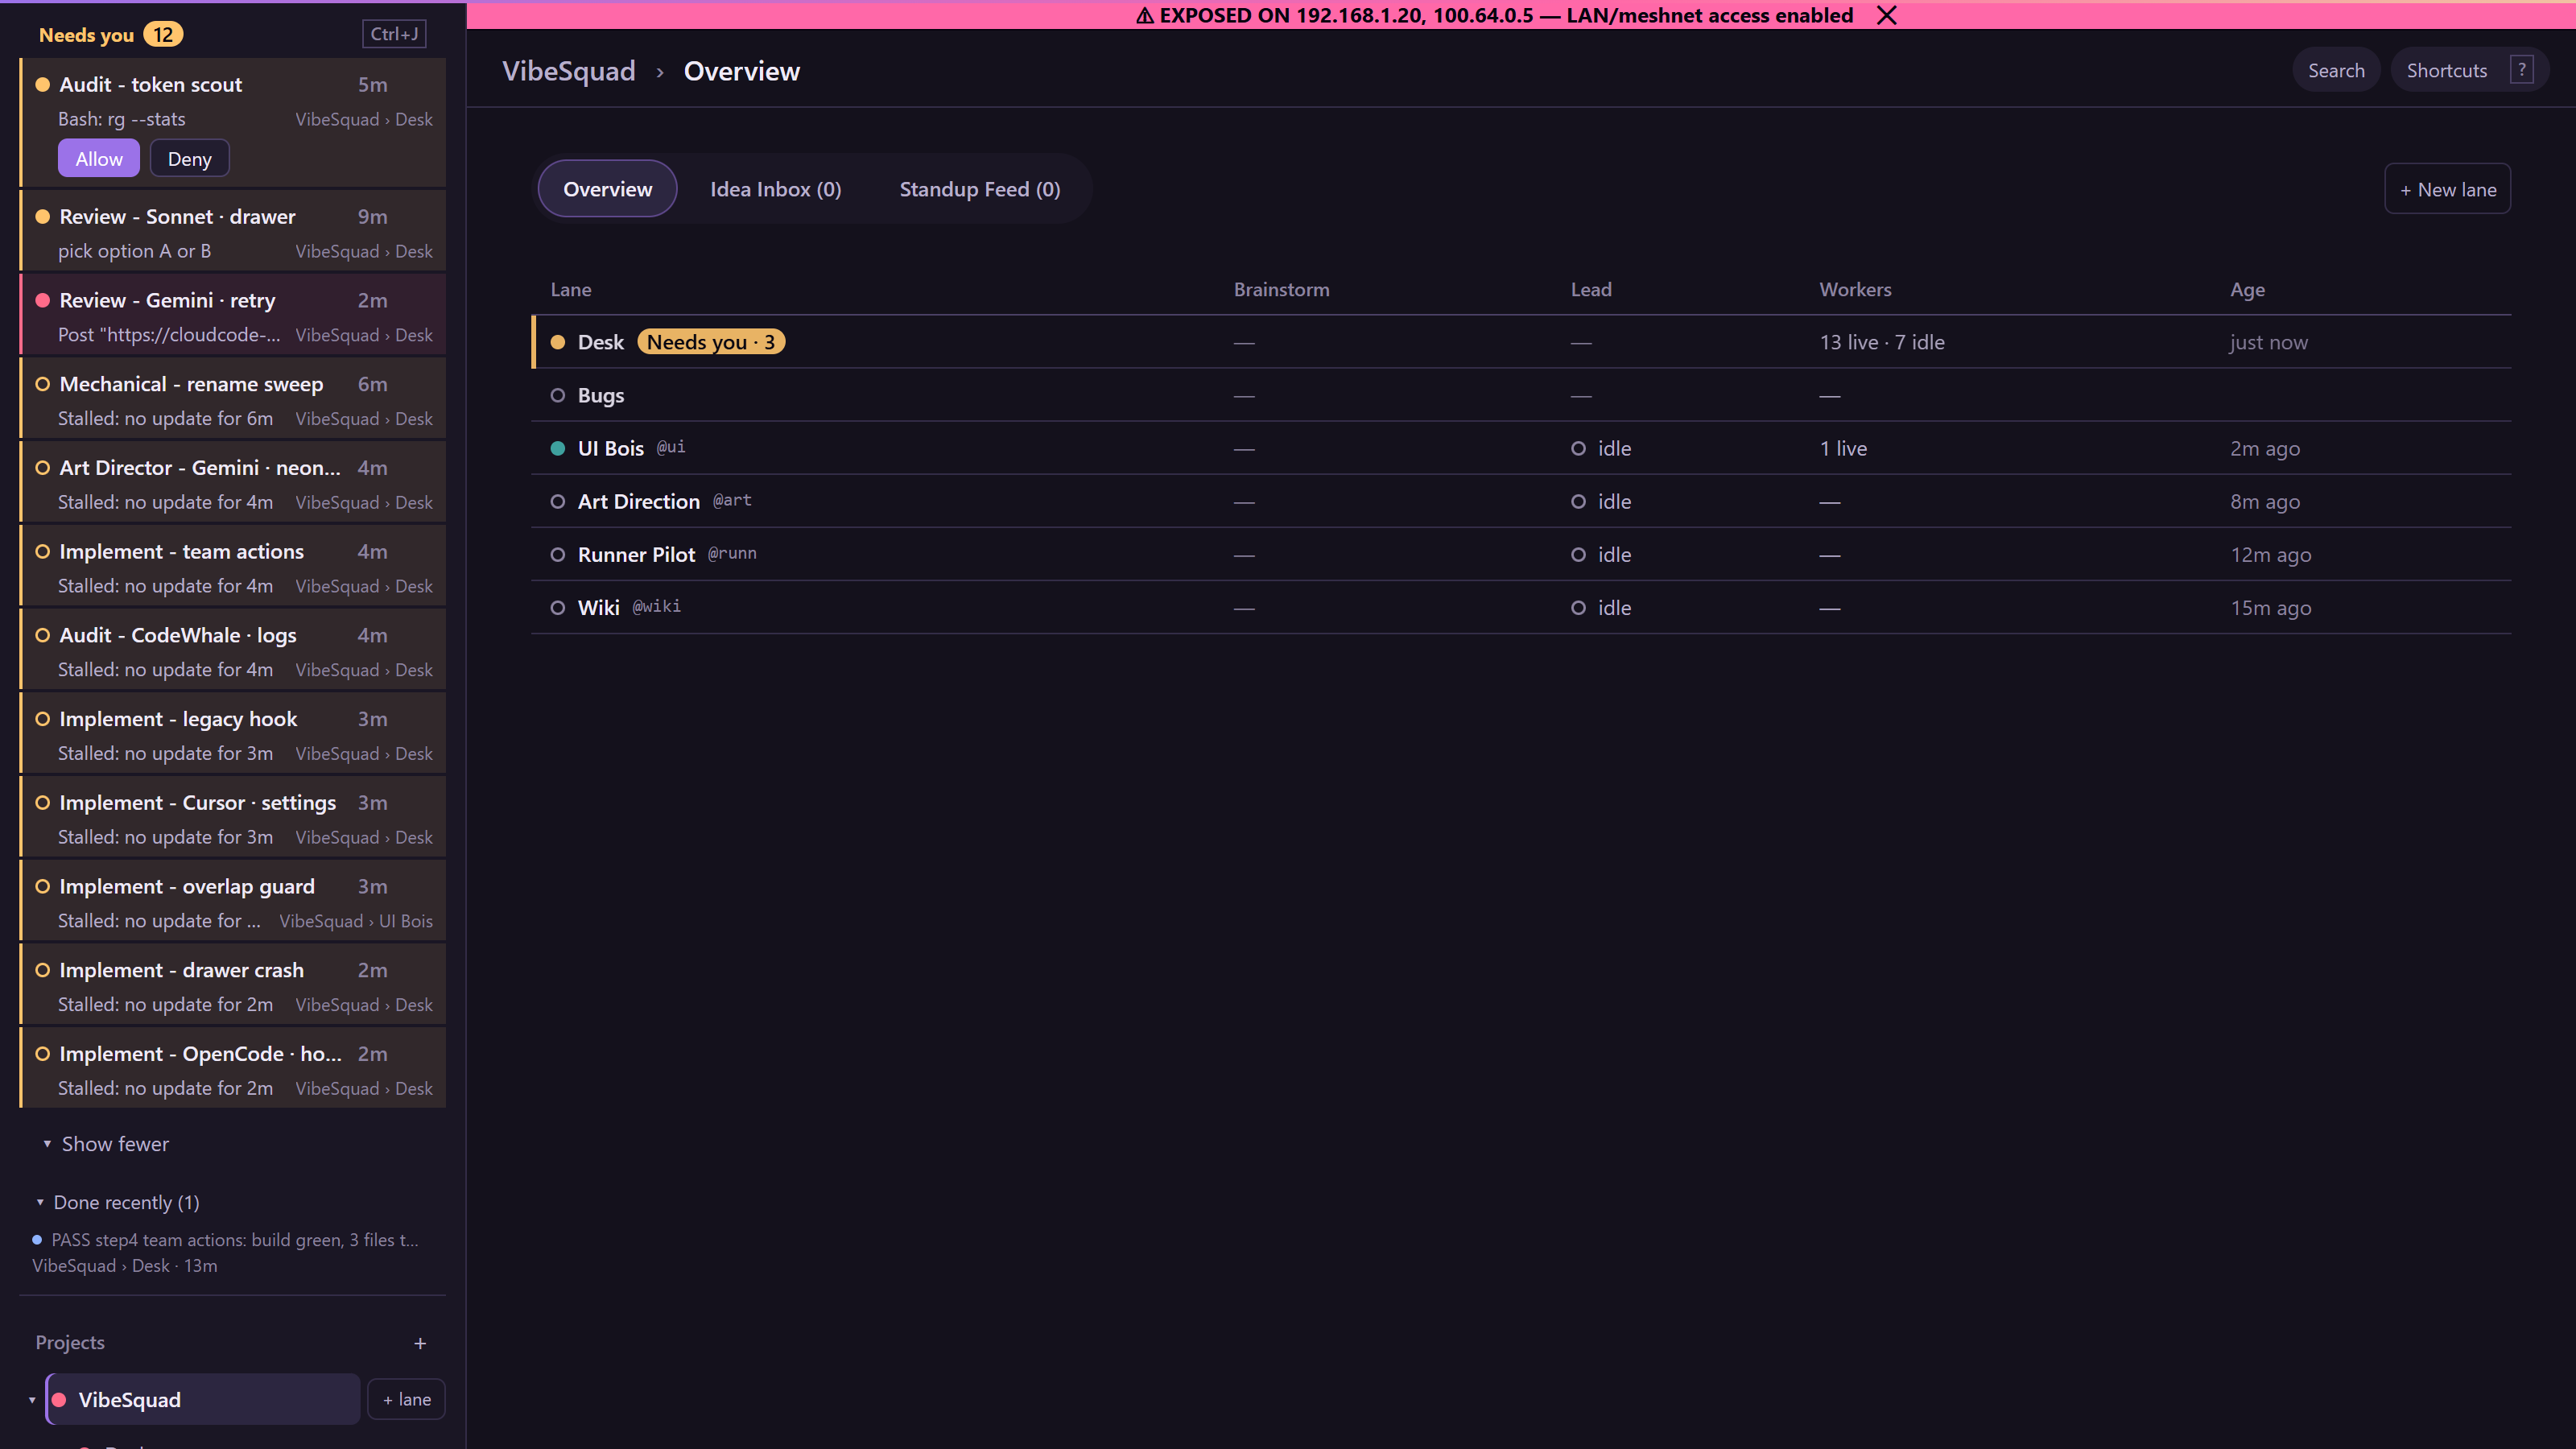 Needs you 12 Ctrl+J
Audit - token scout 5m
Bash: rg --stats VibeSquad › Desk
Allow Deny
Review - Sonnet · drawer 9m
pick option A or B VibeSquad › Desk
Review - Gemini · retry 2m
Post "https://cloudcode-... VibeSquad › Desk
Mechanical - rename sweep 6m
Stalled: no update for 6m VibeSquad › Desk
Art Director - Gemini · neon... 4m
Stalled: no update for 4m VibeSquad › Desk
Implement - team actions 4m
Stalled: no update for 4m VibeSquad › Desk
Audit - CodeWhale · logs 4m
Stalled: no update for 4m VibeSquad › Desk
Implement - legacy hook 3m
Stalled: no update for 3m VibeSquad › Desk
Implement - Cursor · settings 3m
Stalled: no update for 3m VibeSquad › Desk
Implement - overlap guard 3m
Stalled: no update for ... VibeSquad › UI Bois
Implement - drawer crash 2m
Stalled: no update for 2m VibeSquad › Desk
Implement - OpenCode · ho... 2m
Stalled: no update for 2m VibeSquad › Desk
Show fewer
Done recently (1)
PASS step4 team actions: build green, 3 files t...
VibeSquad › Desk · 13m
Projects +
VibeSquad + lane
⚠ EXPOSED ON 192.168.1.20, 100.64.0.5 — LAN/meshnet access enabled
VibeSquad › Overview
Search Shortcuts ?
Overview Idea Inbox (0) Standup Feed (0) + New lane
Lane Brainstorm Lead Workers Age
Desk Needs you · 3 — — 13 live · 7 idle just now
Bugs — — —
UI Bois @ui — idle 1 live 2m ago
Art Direction @art — idle — 8m ago
Runner Pilot @runn — idle — 12m ago
Wiki @wiki — idle — 15m ago